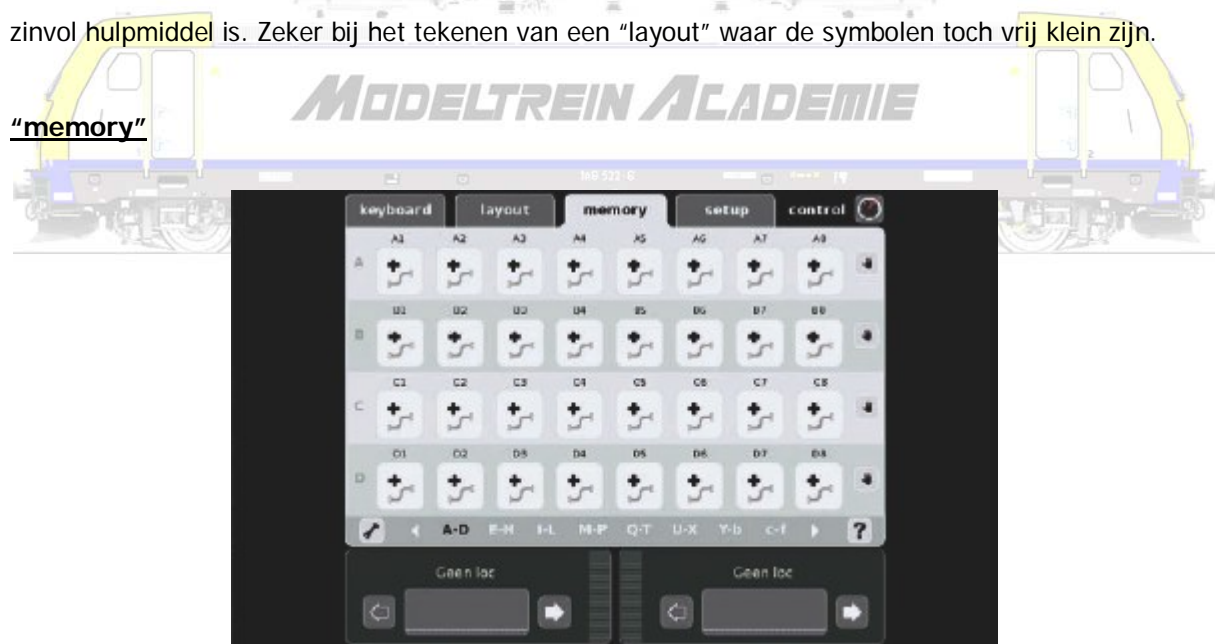 zinvol hulpmiddel is. Zeker bij het tekenen van een “layout” waar de symbolen toch vrij klein zijn.
MODELTREIN ACADEMIE
“memory”
keyboard layout memory setup control
A1 A2 A3 A4 A5 A6 A7 A8
A
B1 B2 B3 B4 B5 B6 B7 B8
B
C1 C2 C3 C4 C5 C6 C7 C8
C
D1 D2 D3 D4 D5 D6 D7 D8
D
A-D E-H I-L M-P Q-T U-X Y-b c-f ?
Geen loc Geen loc